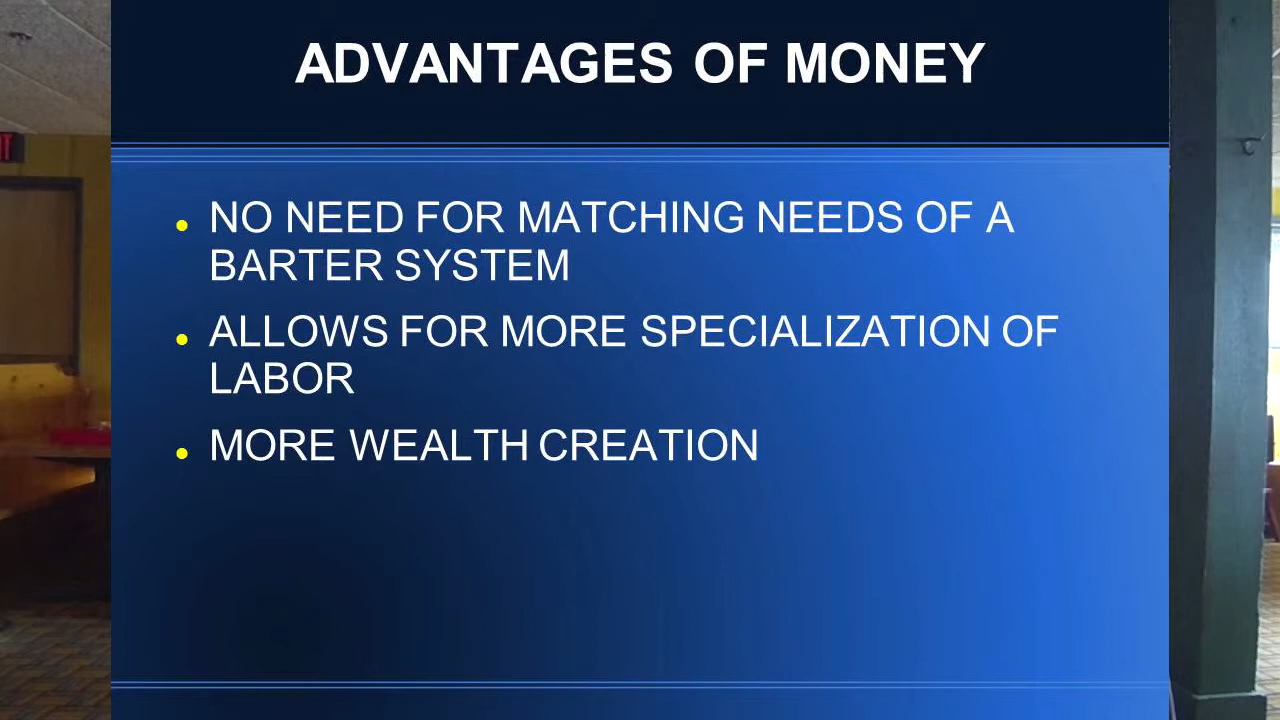 ADVANTAGES OF MONEY
NO NEED FOR MATCHING NEEDS OF A
BARTER SYSTEM
ALLOWS FOR MORE SPECIALIZATION OF
LABOR
MORE WEALTH CREATION